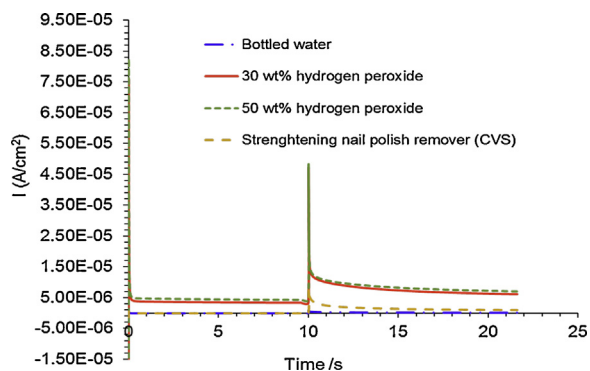 9.50E-05
8.50E-05
7.50E-05
6.50E-05
5.50E-05
4.50E-05
3.50E-05
2.50E-05
1.50E-05
5.00E-06
-5.00E-06
-1.50E-05
I (A/cm²)
Bottled water
30 wt% hydrogen peroxide
50 wt% hydrogen peroxide
Strenghtening nail polish remover (CVS)
0 5 10 15 20 25
Time /s